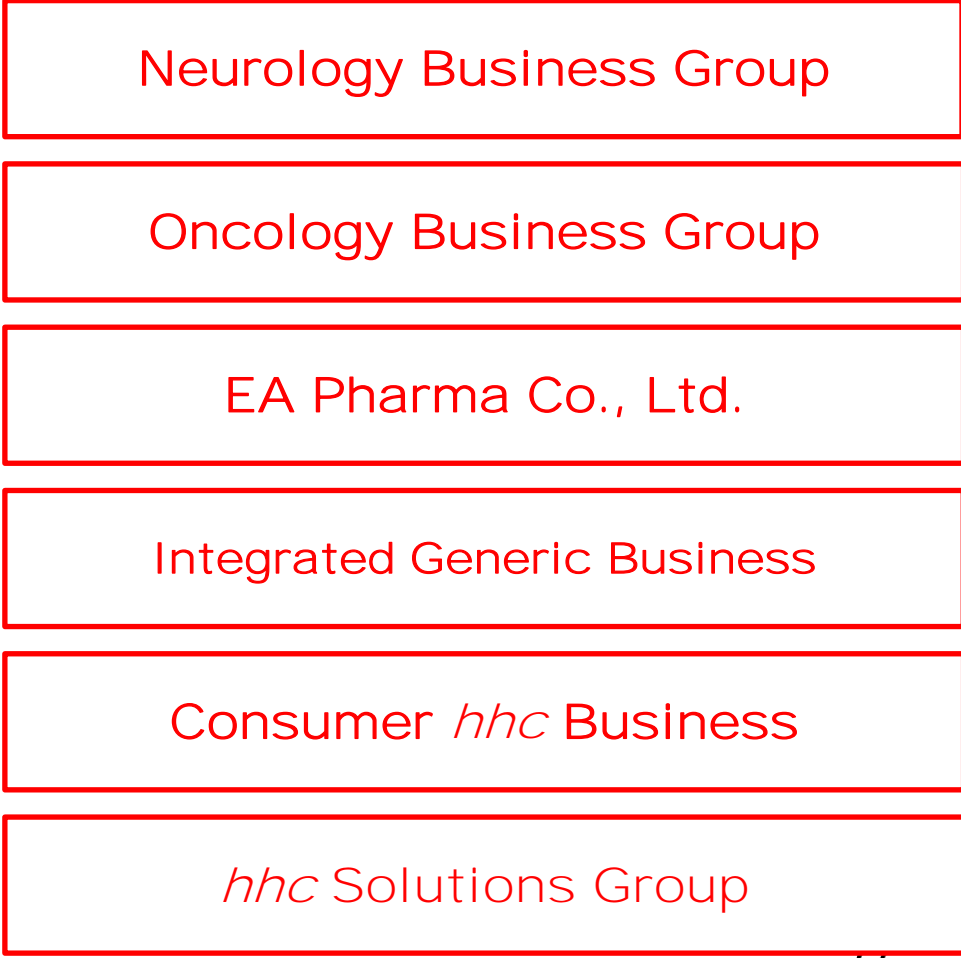 Neurology Business Group
Oncology Business Group
EA Pharma Co., Ltd.
Integrated Generic Business
Consumer hhc Business
hhc Solutions Group